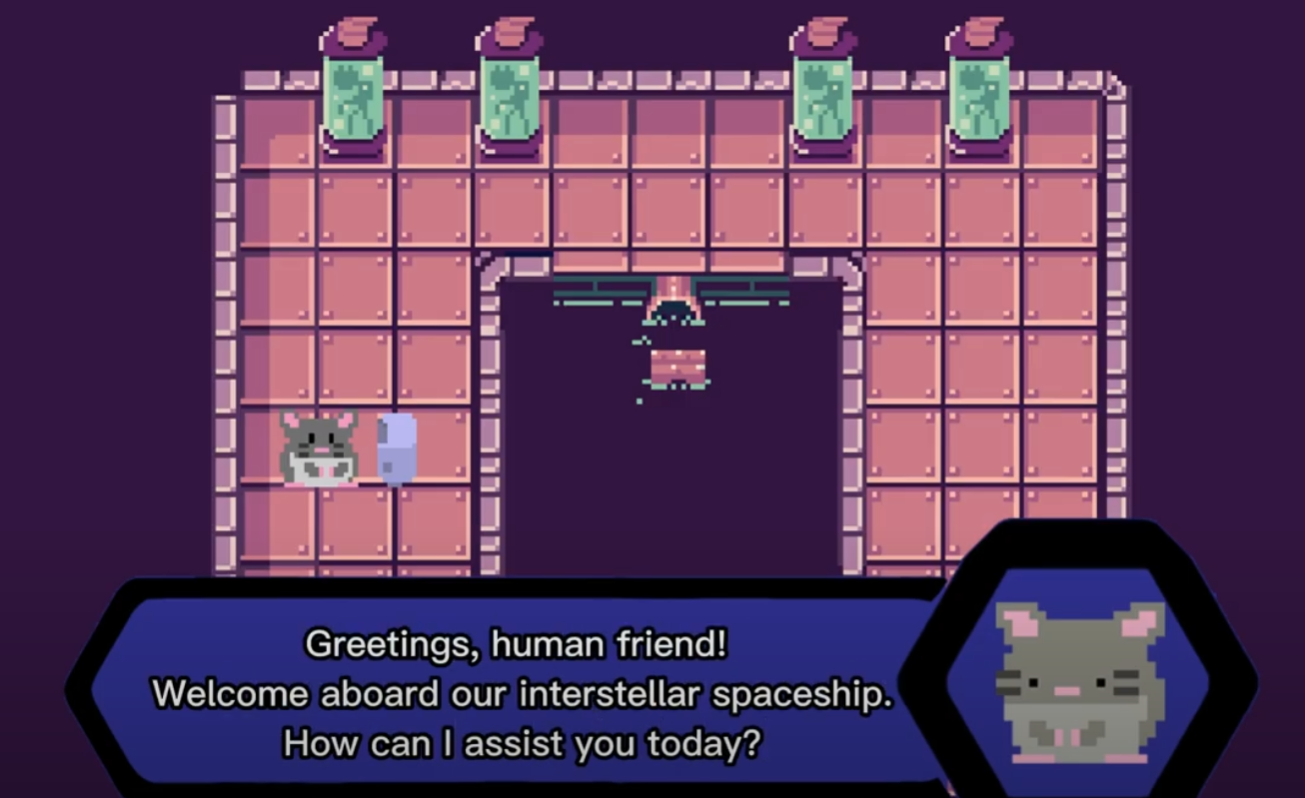 Greetings, human friend!
Welcome aboard our interstellar spaceship.
How can I assist you today?